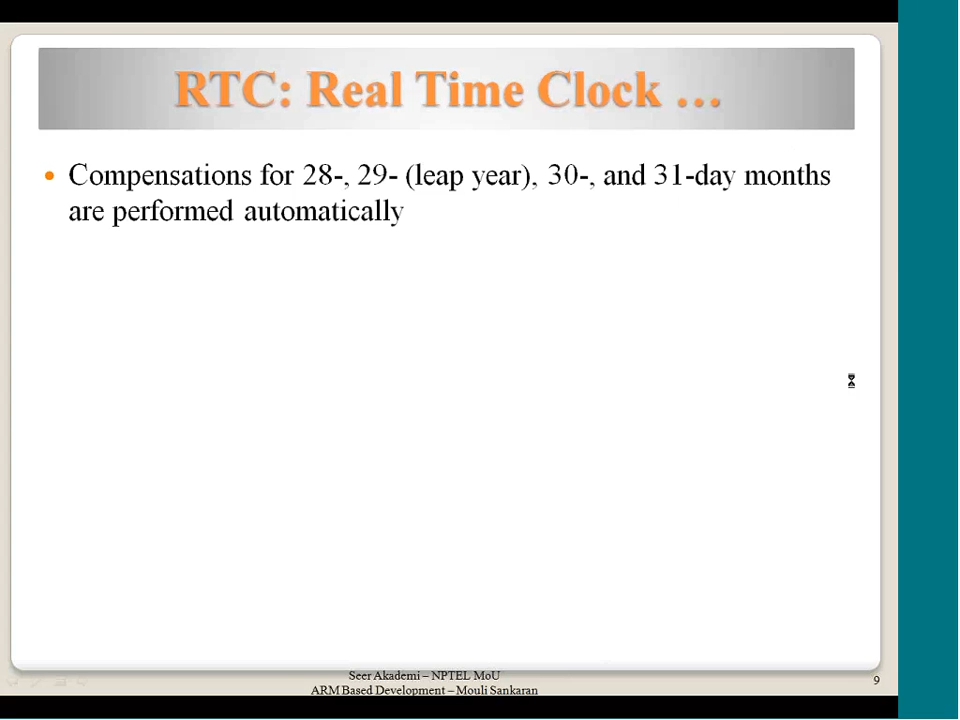 RTC: Real Time Clock …
• Compensations for 28-, 29- (leap year), 30-, and 31-day months
are performed automatically
Seer Akademi – NPTEL MoU
ARM Based Development – Mouli Sankaran
9